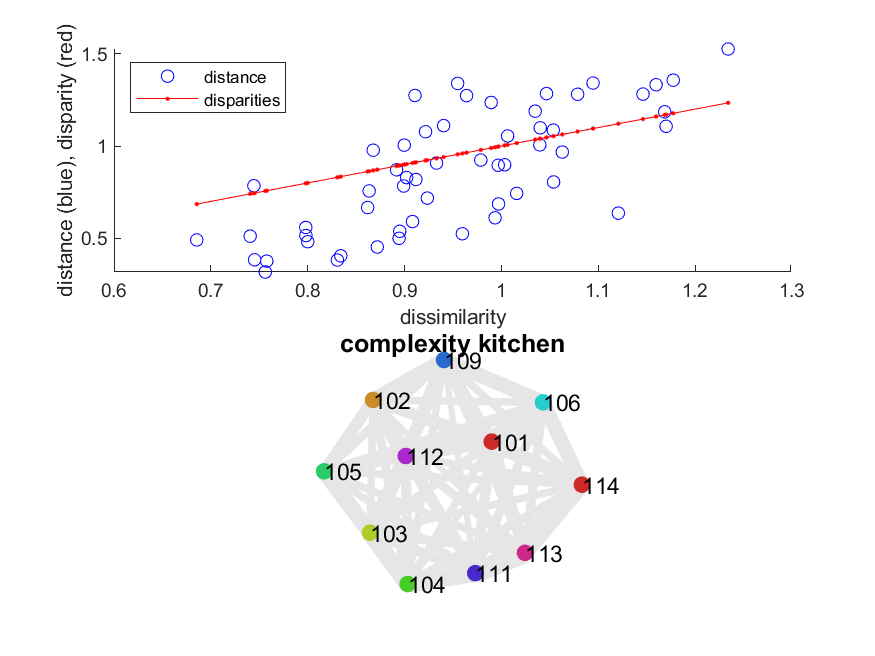 distance (blue), disparity (red)
1.5
1
0.5
distance
disparities
0.6 0.7 0.8 0.9 1 1.1 1.2 1.3
dissimilarity
complexity kitchen
109
102
106
101
112
105
114
103
113
111
104